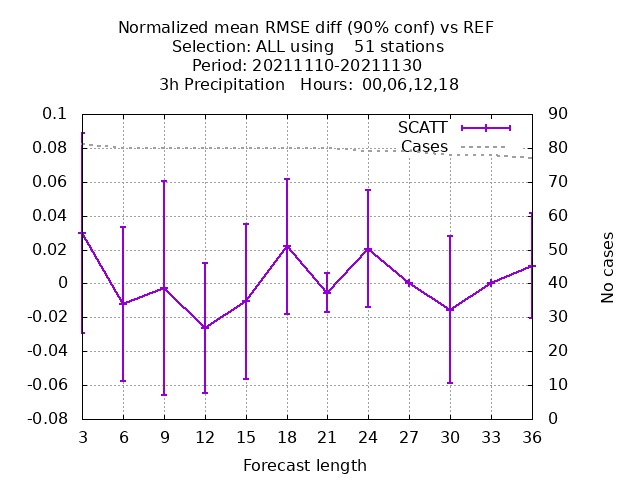 Normalized mean RMSE diff (90% conf) vs REF
Selection: ALL using    51 stations
Period: 20211110-20211130
3h Precipitation   Hours:  00,06,12,18
SCATT
Cases
0.1
0.08
0.06
0.04
0.02
0
-0.02
-0.04
-0.06
-0.08
90
80
70
60
50
40
30
20
10
0
No cases
3 6 9 12 15 18 21 24 27 30 33 36
Forecast length